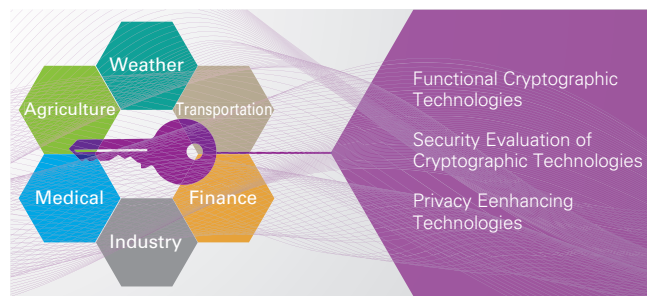 Weather
Agriculture
Transportation
Medical
Finance
Industry
Functional Cryptographic
Technologies
Security Evaluation of
Cryptographic Technologies
Privacy Eenhancing
Technologies